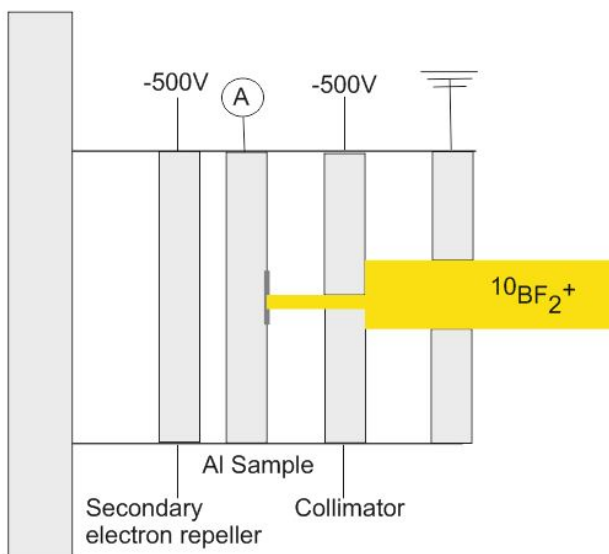 -500V
A
-500V
10BF2+
Al Sample
Secondary
electron repeller
Collimator